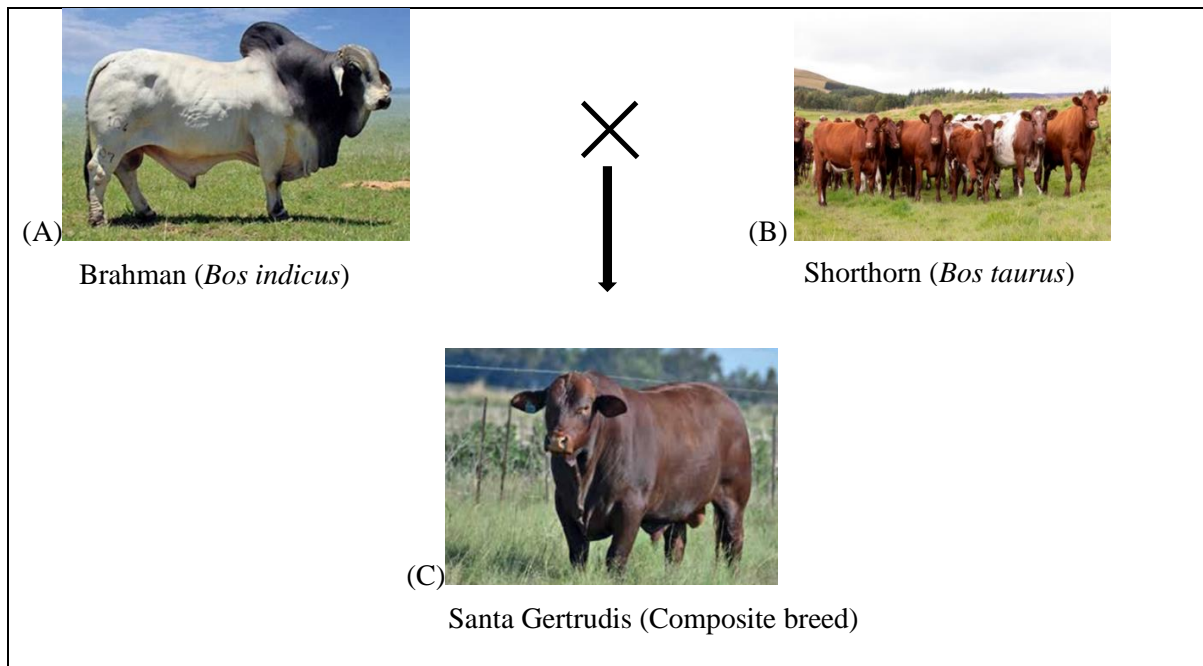 (A)
(B)
Brahman (Bos indicus)
Shorthorn (Bos taurus)
(C)
Santa Gertrudis (Composite breed)